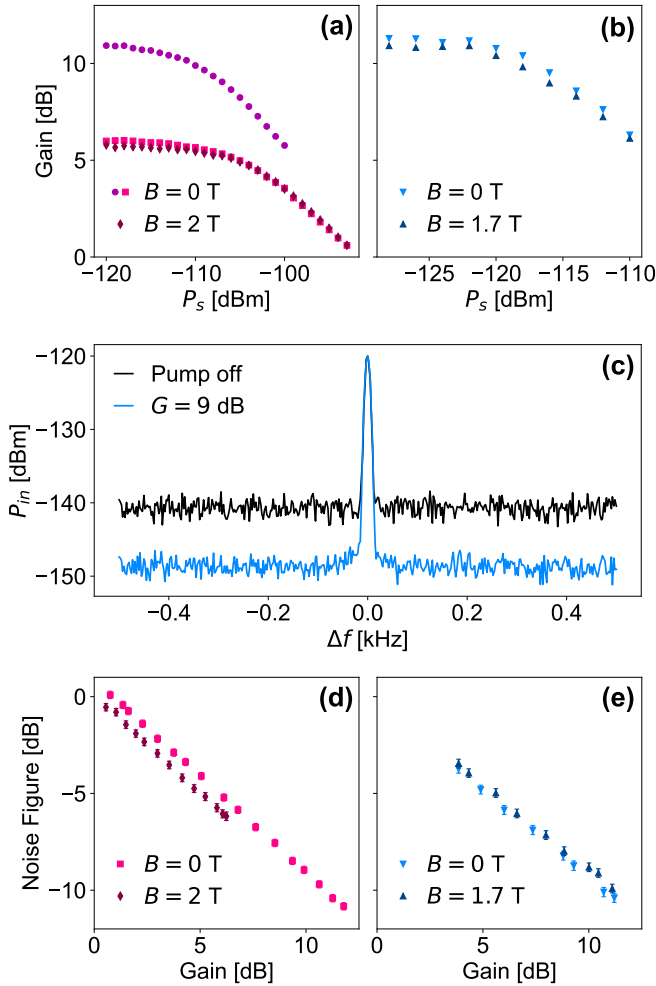 (a)
Gain [dB]
10
5
0
B = 0 T
B = 2 T
−120
−110
−100
P_s [dBm]
(b)
B = 0 T
B = 1.7 T
−125
−120
−115
−110
P_s [dBm]
(c)
P_in [dBm]
−120
−130
−140
−150
Pump off
G = 9 dB
−0.4
−0.2
0.0
0.2
0.4
Δf [kHz]
(d)
Noise Figure [dB]
0
−5
−10
B = 0 T
B = 2 T
0
5
10
Gain [dB]
(e)
B = 0 T
B = 1.7 T
5
10
Gain [dB]